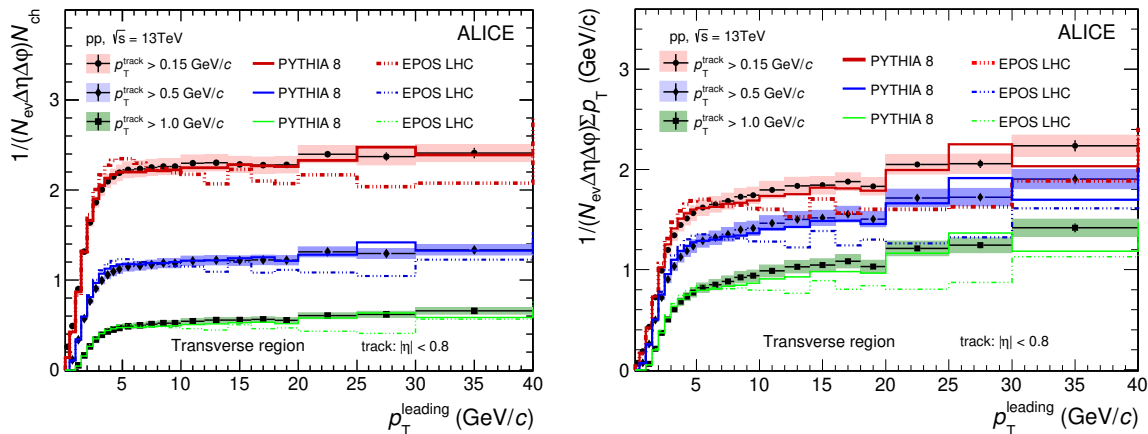 1/(N_ev Δη Δφ) N_ch
ALICE
pp, √s = 13TeV
p_T^track > 0.15 GeV/c PYTHIA 8 EPOS LHC
p_T^track > 0.5 GeV/c PYTHIA 8 EPOS LHC
p_T^track > 1.0 GeV/c PYTHIA 8 EPOS LHC
4
2
0
Transverse region track: |η| < 0.8
5 10 15 20 25 30 35 40
p_T^leading (GeV/c)
1/(N_ev Δη Δφ) Σp_T (GeV/c)
ALICE
pp, √s = 13TeV
p_T^track > 0.15 GeV/c PYTHIA 8 EPOS LHC
p_T^track > 0.5 GeV/c PYTHIA 8 EPOS LHC
p_T^track > 1.0 GeV/c PYTHIA 8 EPOS LHC
3
2
1
0
Transverse region track: |η| < 0.8
5 10 15 20 25 30 35 40
p_T^leading (GeV/c)